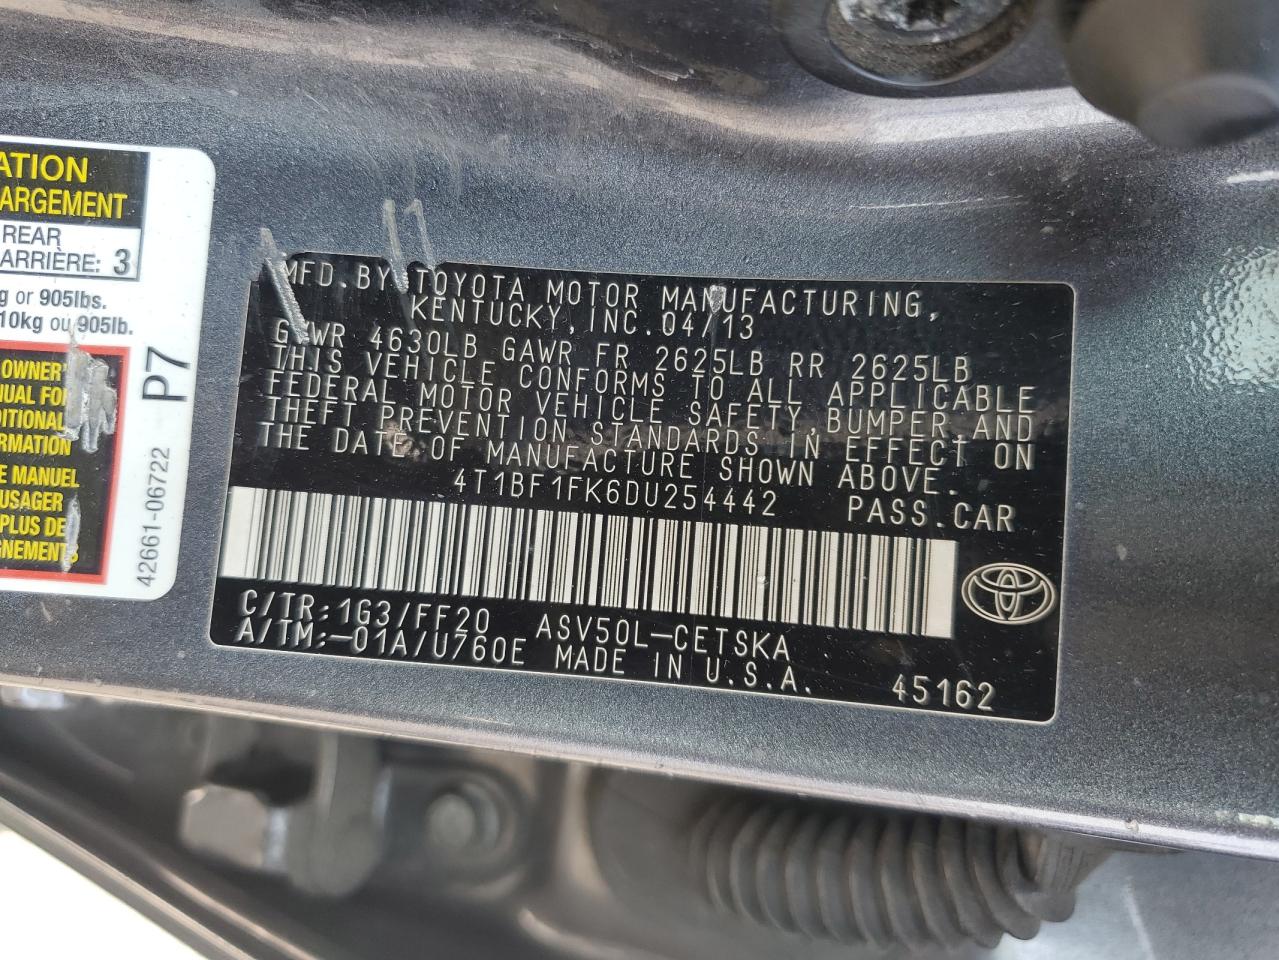 ATION
ARGEMENT
REAR
ARRIÈRE: 3
g or 905lbs.
10kg ou 905lb.
OWNER'
NUAL FOR
DITIONAL
ORMATION
E MANUEL
USAGER
PLUS DE
GNEMENTS
P7
42661-06722
MFD.BY TOYOTA MOTOR MANUFACTURING,
KENTUCKY,INC.04/13
GVWR 4630LB GAWR FR 2625LB RR 2625LB
THIS VEHICLE CONFORMS TO ALL APPLICABLE
FEDERAL MOTOR VEHICLE SAFETY, BUMPER AND
THEFT PREVENTION STANDARDS IN EFFECT ON
THE DATE OF MANUFACTURE SHOWN ABOVE.
4T1BF1FK6DU254442 PASS.CAR
C/TR:1G3/FF20 ASV50L-CETSKA
A/TM:-01A/U760E MADE IN U.S.A. 45162